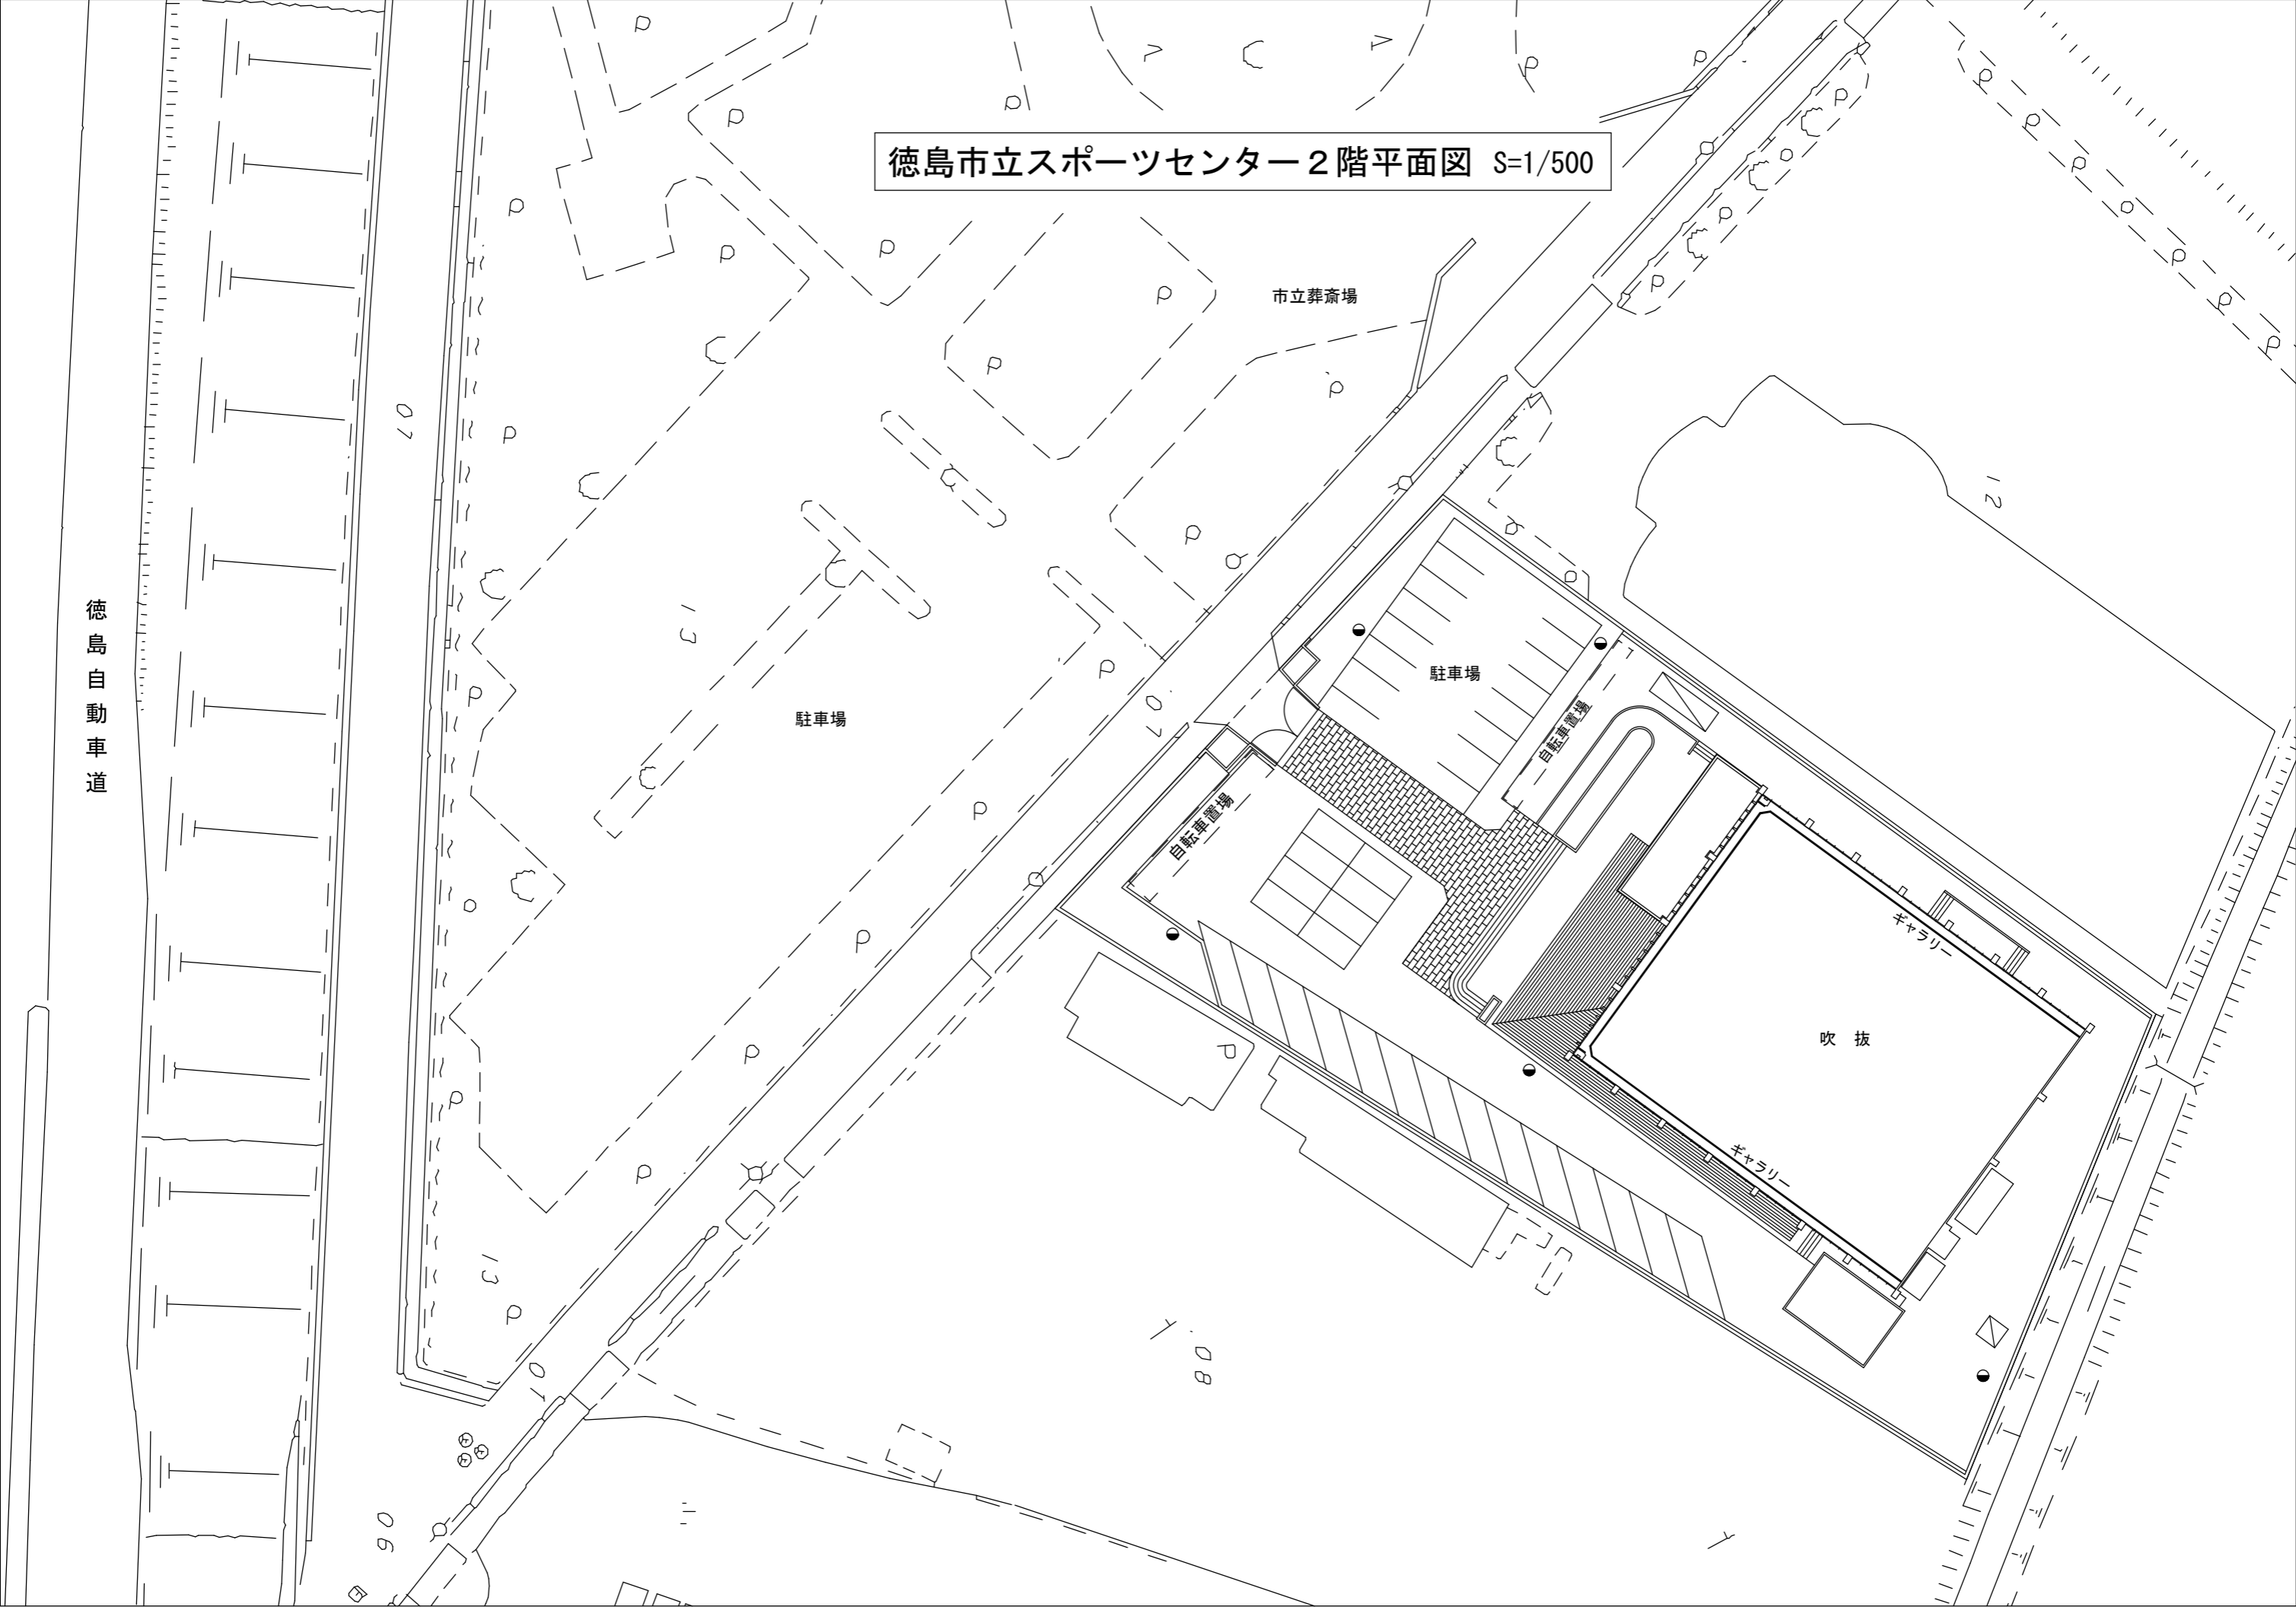 徳島市立スポーツセンター２階平面図 S=1/500
市立葬斎場
徳島自動車道
駐車場
駐車場
自転車置場
自転車置場
ギャラリー
吹 抜
ギャラリー